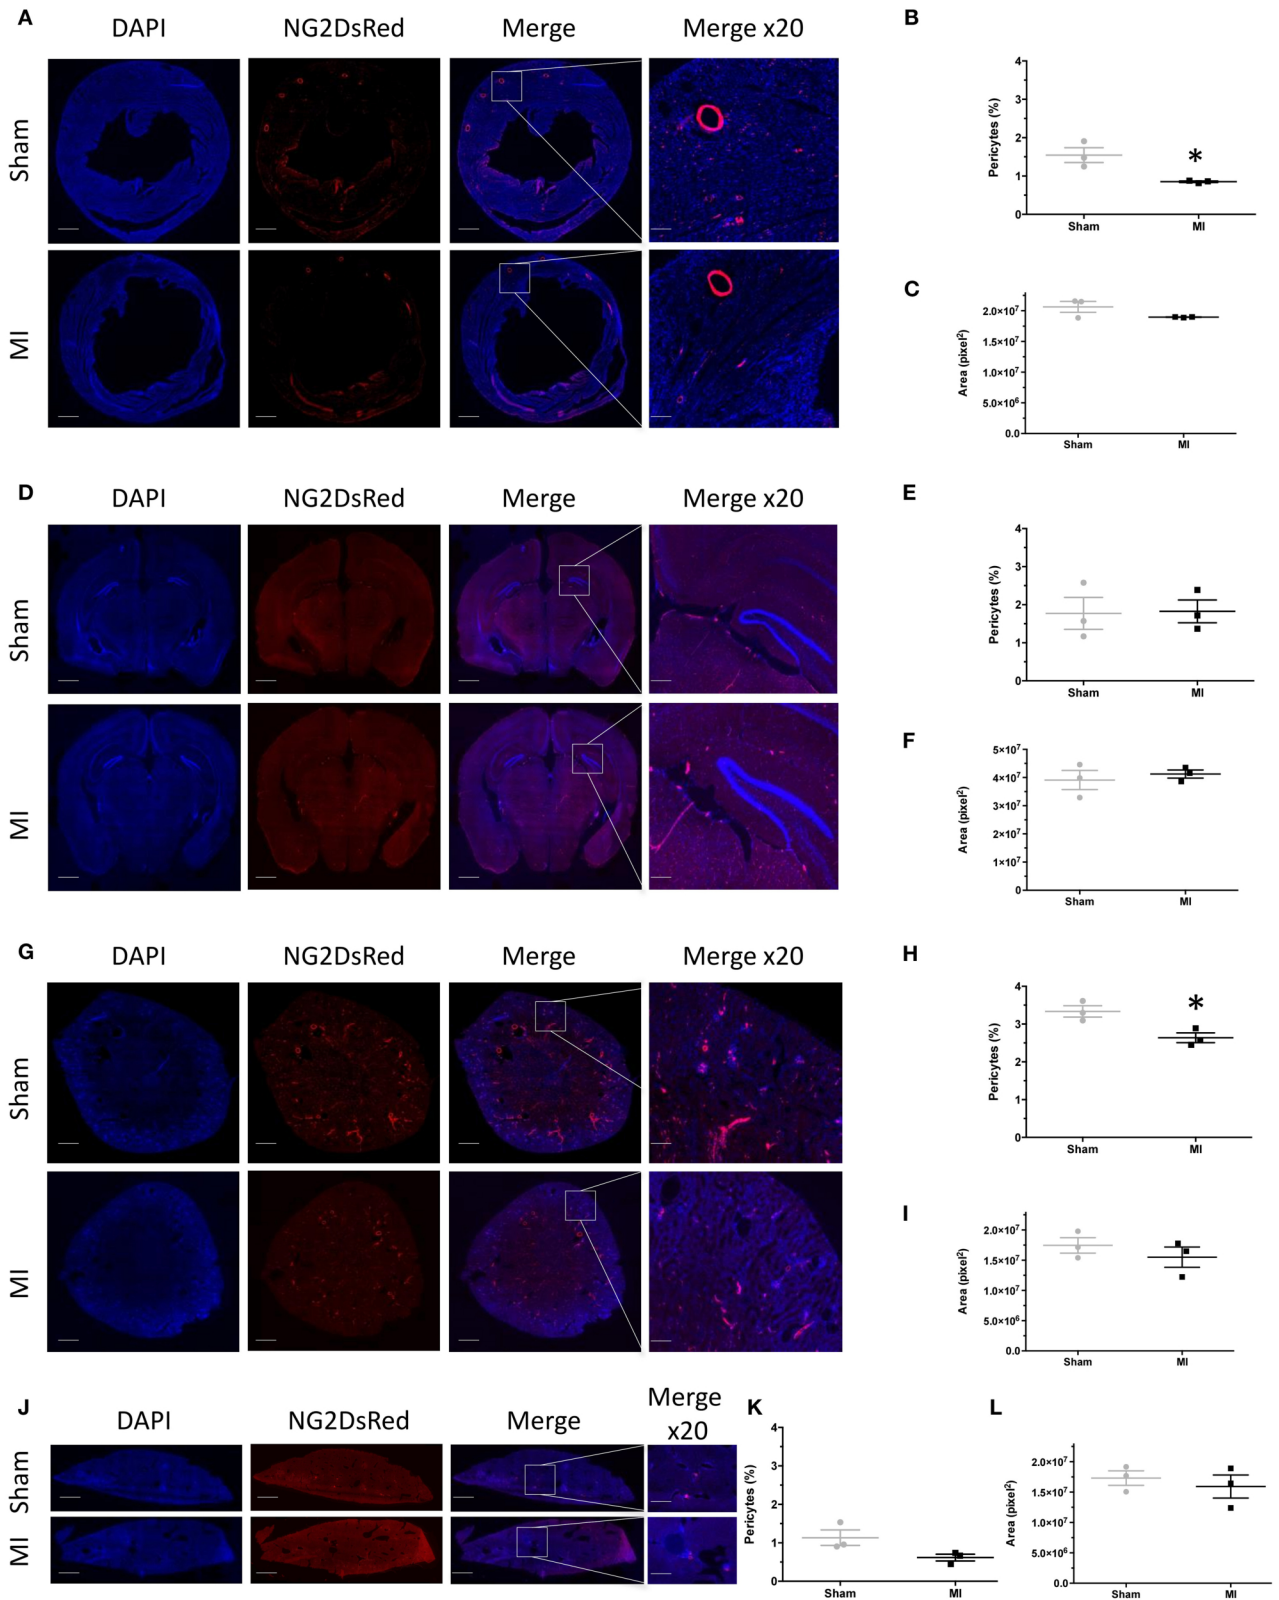 A
DAPI
NG2DsRed
Merge
Merge x20
Sham
MI
B
Pericytes (%)
4
3
2
1
0
*
Sham
MI
C
Area (pixel²)
2.0×10⁷
1.5×10⁷
1.0×10⁷
5.0×10⁶
0.0
Sham
MI
D
DAPI
NG2DsRed
Merge
Merge x20
Sham
MI
E
Pericytes (%)
4
3
2
1
0
Sham
MI
F
Area (pixel²)
5×10⁷
4×10⁷
3×10⁷
2×10⁷
1×10⁷
0
Sham
MI
G
DAPI
NG2DsRed
Merge
Merge x20
Sham
MI
H
Pericytes (%)
4
3
2
1
0
*
Sham
MI
I
Area (pixel²)
2.0×10⁷
1.5×10⁷
1.0×10⁷
5.0×10⁶
0.0
Sham
MI
J
DAPI
NG2DsRed
Merge
Merge
x20
Sham
MI
K
Pericytes (%)
4
3
2
1
0
Sham
MI
L
Area (pixel²)
2.0×10⁷
1.5×10⁷
1.0×10⁷
5.0×10⁶
0.0
Sham
MI